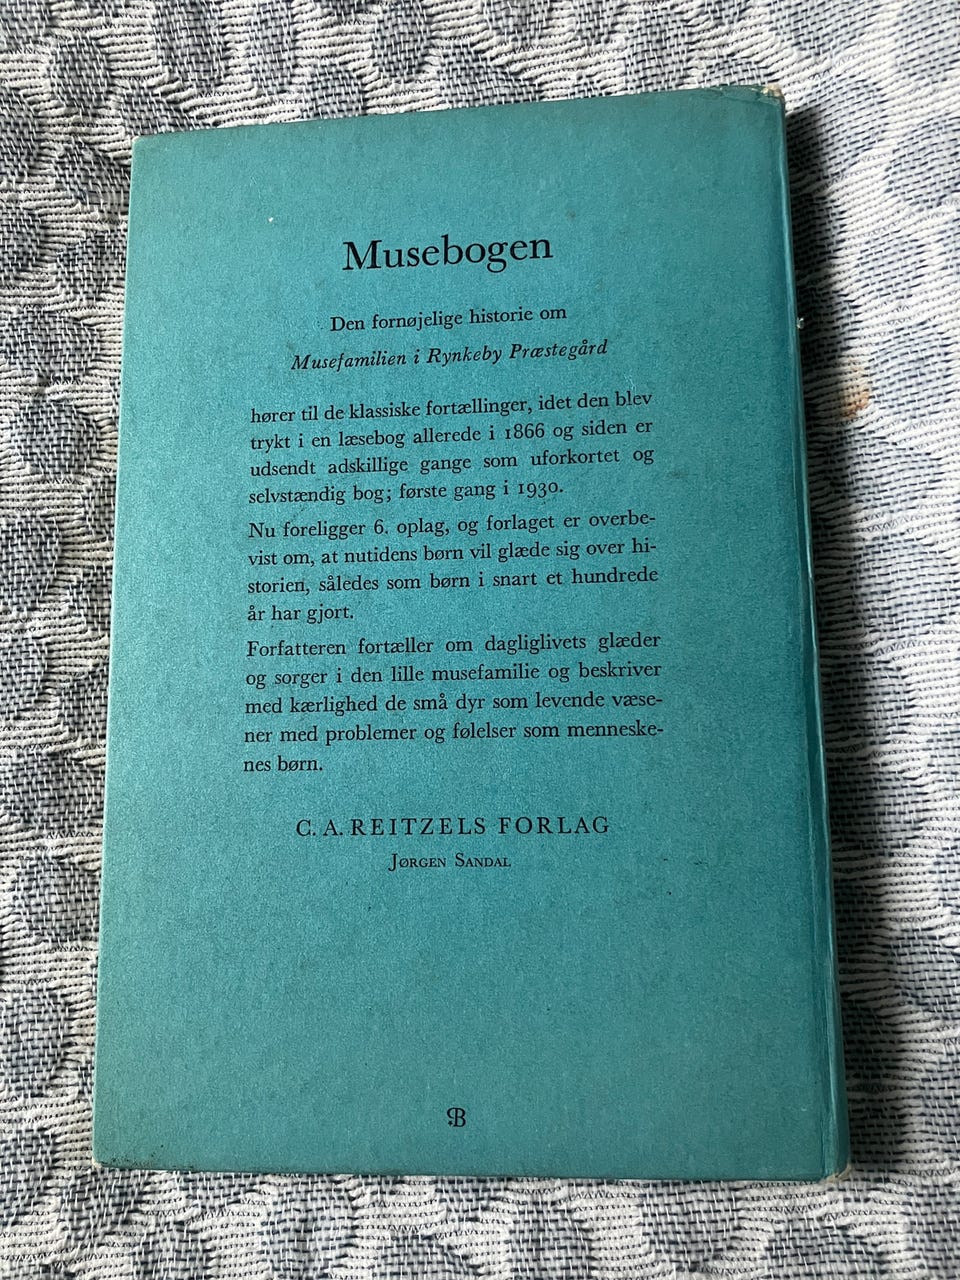 Musebogen
Den fornøjelige historie om
Musefamilien i Rynkeby Præstegård
hører til de klassiske fortællinger, idet den blev
trykt i en læsebog allerede i 1866 og siden er
udsendt adskillige gange som uforkortet og
selvstændig bog; første gang i 1930.
Nu foreligger 6. oplag, og forlaget er overbe-
vist om, at nutidens børn vil glæde sig over hi-
storien, således som børn i snart et hundrede
år har gjort.
Forfatteren fortæller om dagliglivets glæder
og sorger i den lille musefamilie og beskriver
med kærlighed de små dyr som levende væse-
ner med problemer og følelser som menneske-
nes børn.
C. A. REITZELS FORLAG
JØRGEN SANDAL